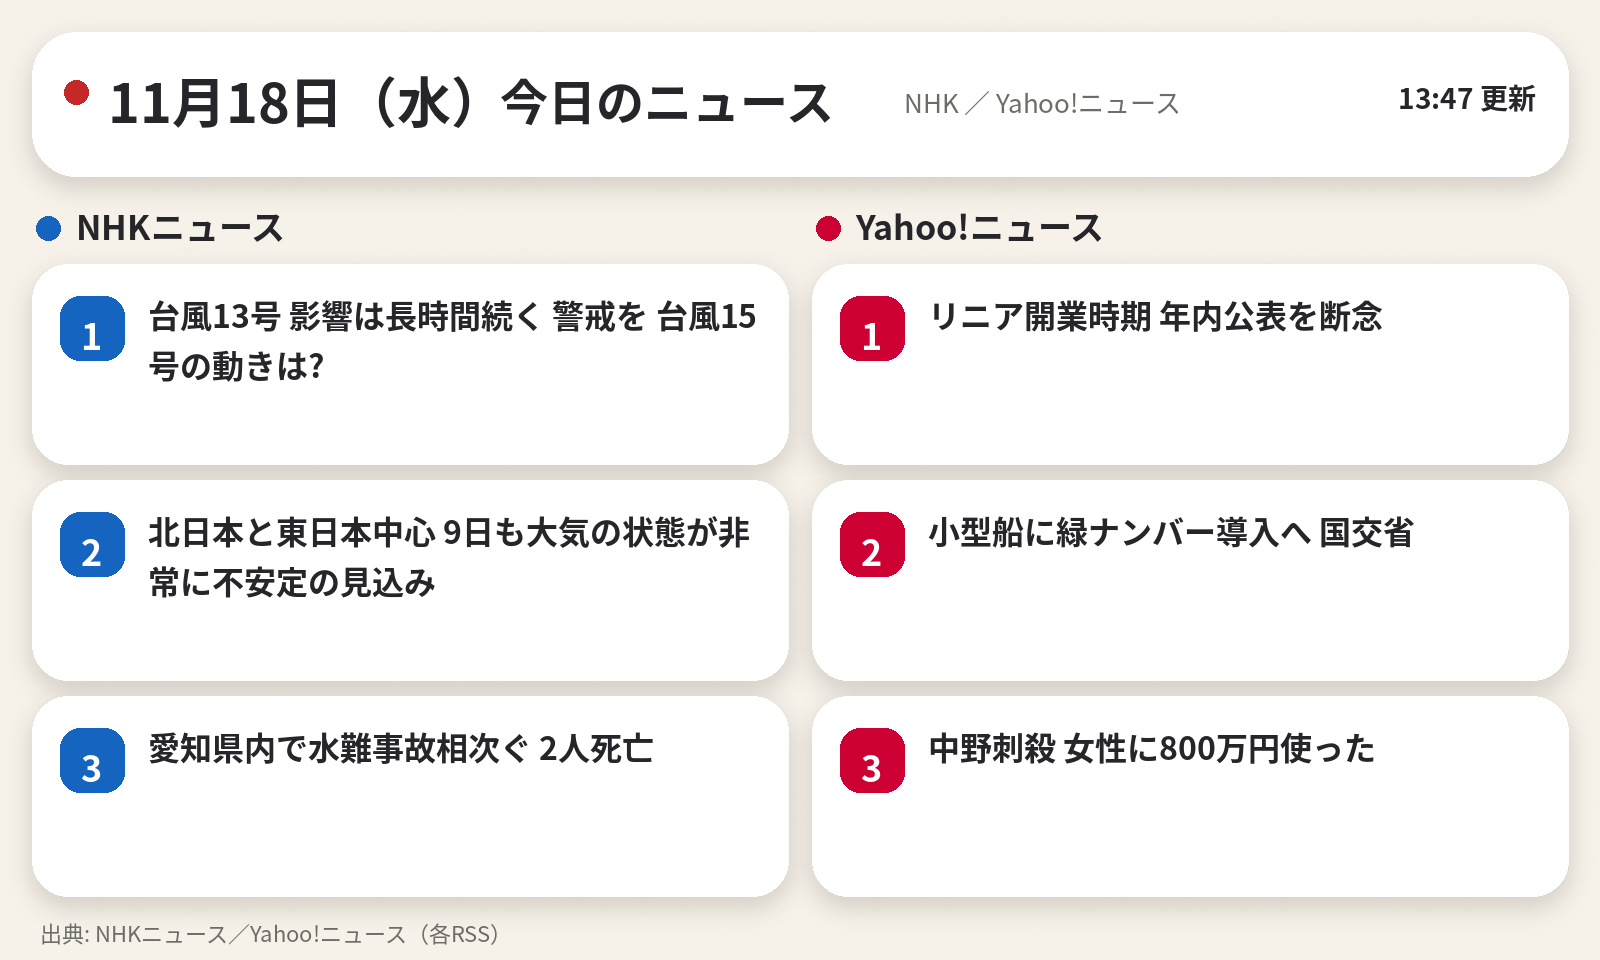 11月18日（水）今日のニュース
NHK ／ Yahoo!ニュース
13:47 更新
NHKニュース
1
台風13号 影響は長時間続く 警戒を 台風15
号の動きは?
2
北日本と東日本中心 9日も大気の状態が非
常に不安定の見込み
3
愛知県内で水難事故相次ぐ 2人死亡
Yahoo!ニュース
1
リニア開業時期 年内公表を断念
2
小型船に緑ナンバー導入へ 国交省
3
中野刺殺 女性に800万円使った
出典: NHKニュース／Yahoo!ニュース（各RSS）